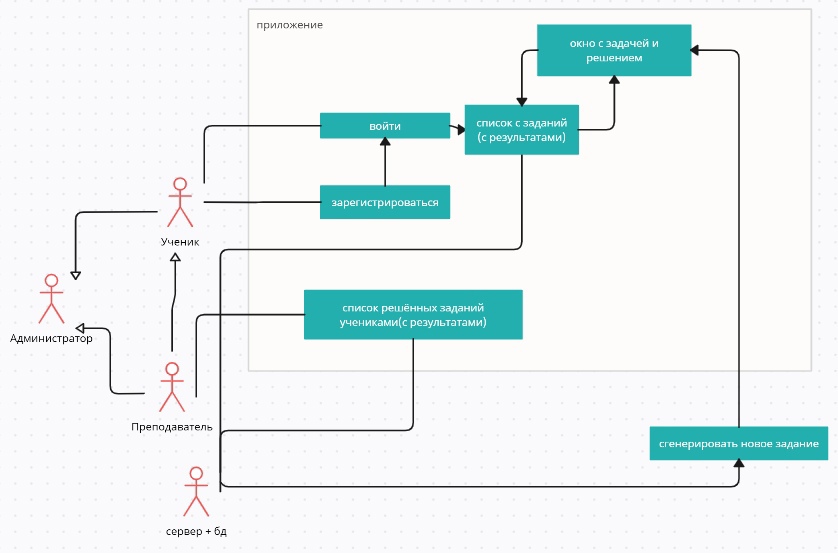 приложение
окно с задачей и
решением
войти
список с заданий
(с результатами)
зарегистрироваться
Ученик
список решённых заданий
учениками(с результатами)
Администратор
Преподаватель
сгенерировать новое задание
сервер + бд